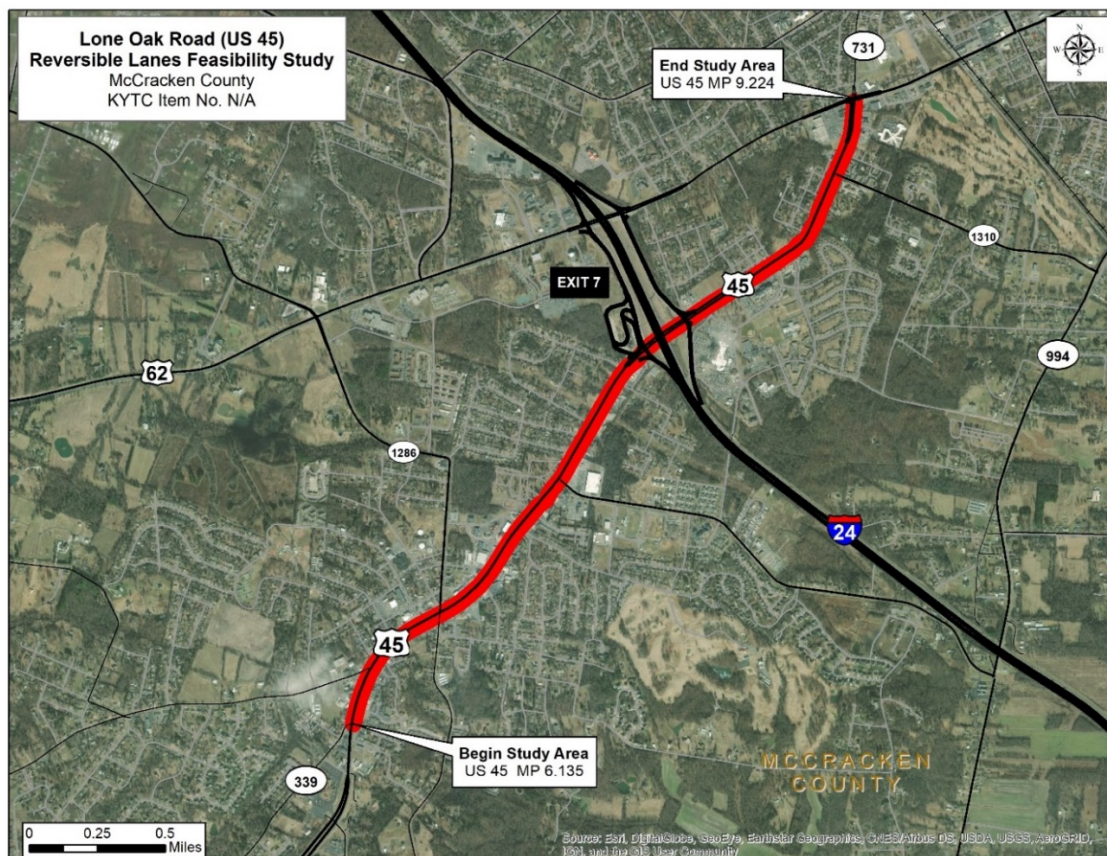 Lone Oak Road (US 45)
Reversible Lanes Feasibility Study
McCracken County
KYTC Item No. N/A
731
N
W E
S
End Study Area
US 45 MP 9.224
1310
EXIT 7
45
994
62
1286
24
45
Begin Study Area
US 45 MP 6.135
339
MCCRACKEN
COUNTY
0 0.25 0.5
Miles
Source: Esri, DigitalGlobe, GeoEye, Earthstar Geographics, CNES/Airbus DS, USDA, USGS, AeroGRID,
IGN, and the GIS User Community